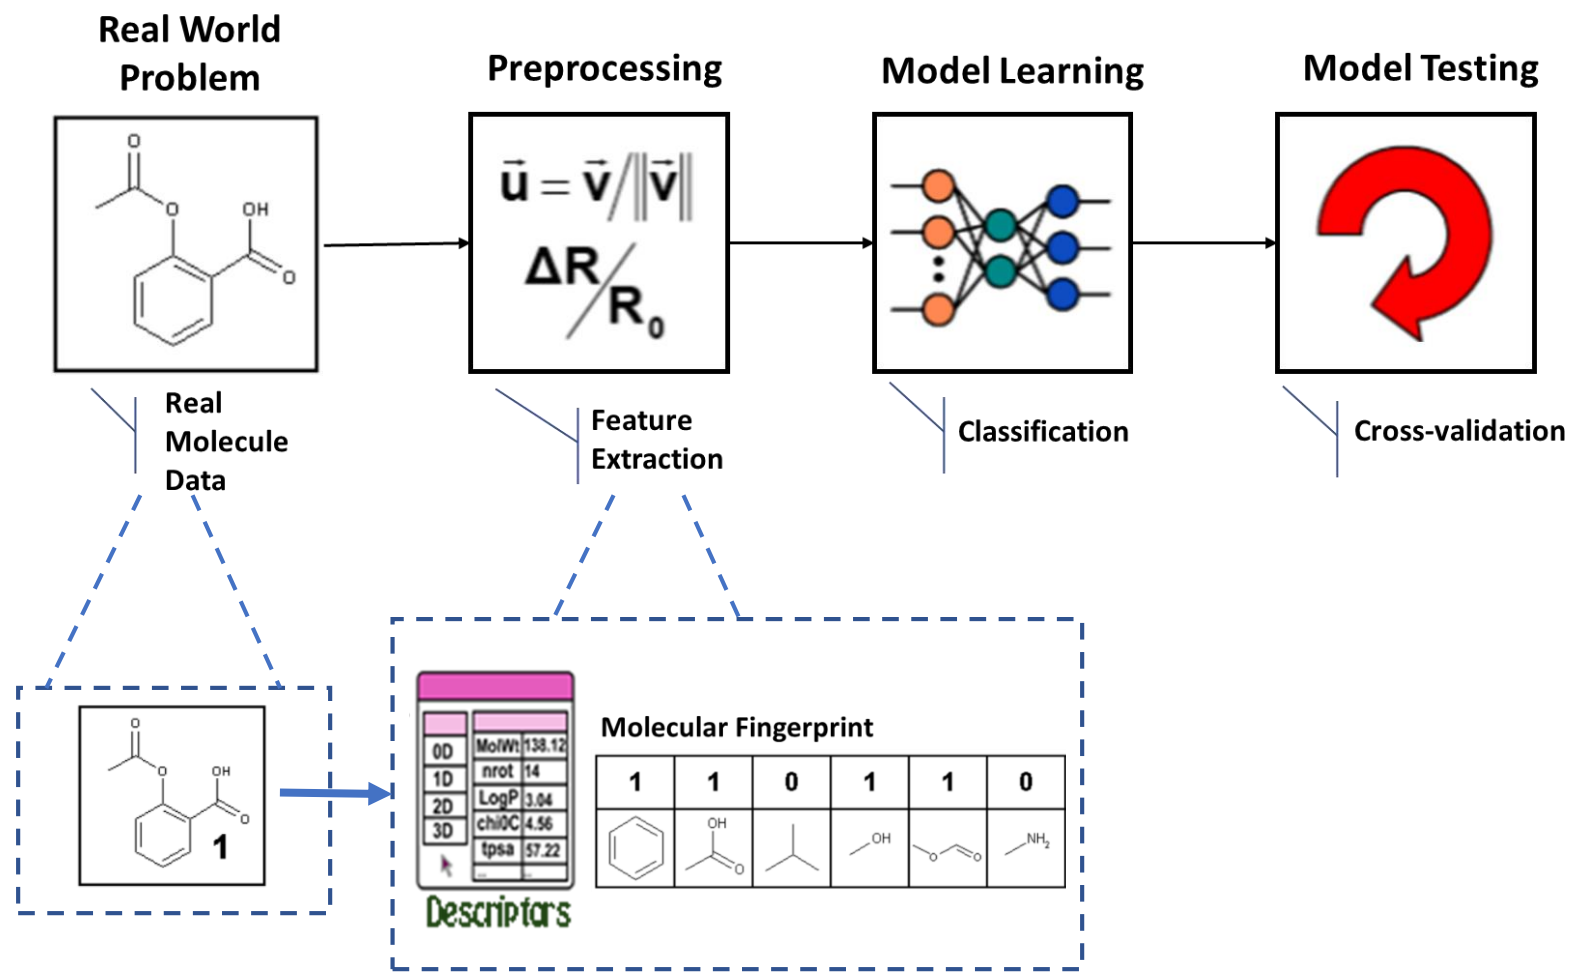 Real World
Problem
Preprocessing
Model Learning
Model Testing
O
O
OH
O
u⃗ = v⃗/||v⃗||
ΔR/R₀
Real
Molecule
Data
Feature
Extraction
Classification
Cross-validation
O
O
OH
O
1
0D
1D
2D
3D
MolWt 138.12
nrot 14
LogP 3.04
chi0C 4.56
tpsa 57.22
.. ..
Descriptors
Molecular Fingerprint
1 1 0 1 1 0
OH
O
OH
O
O
NH₂